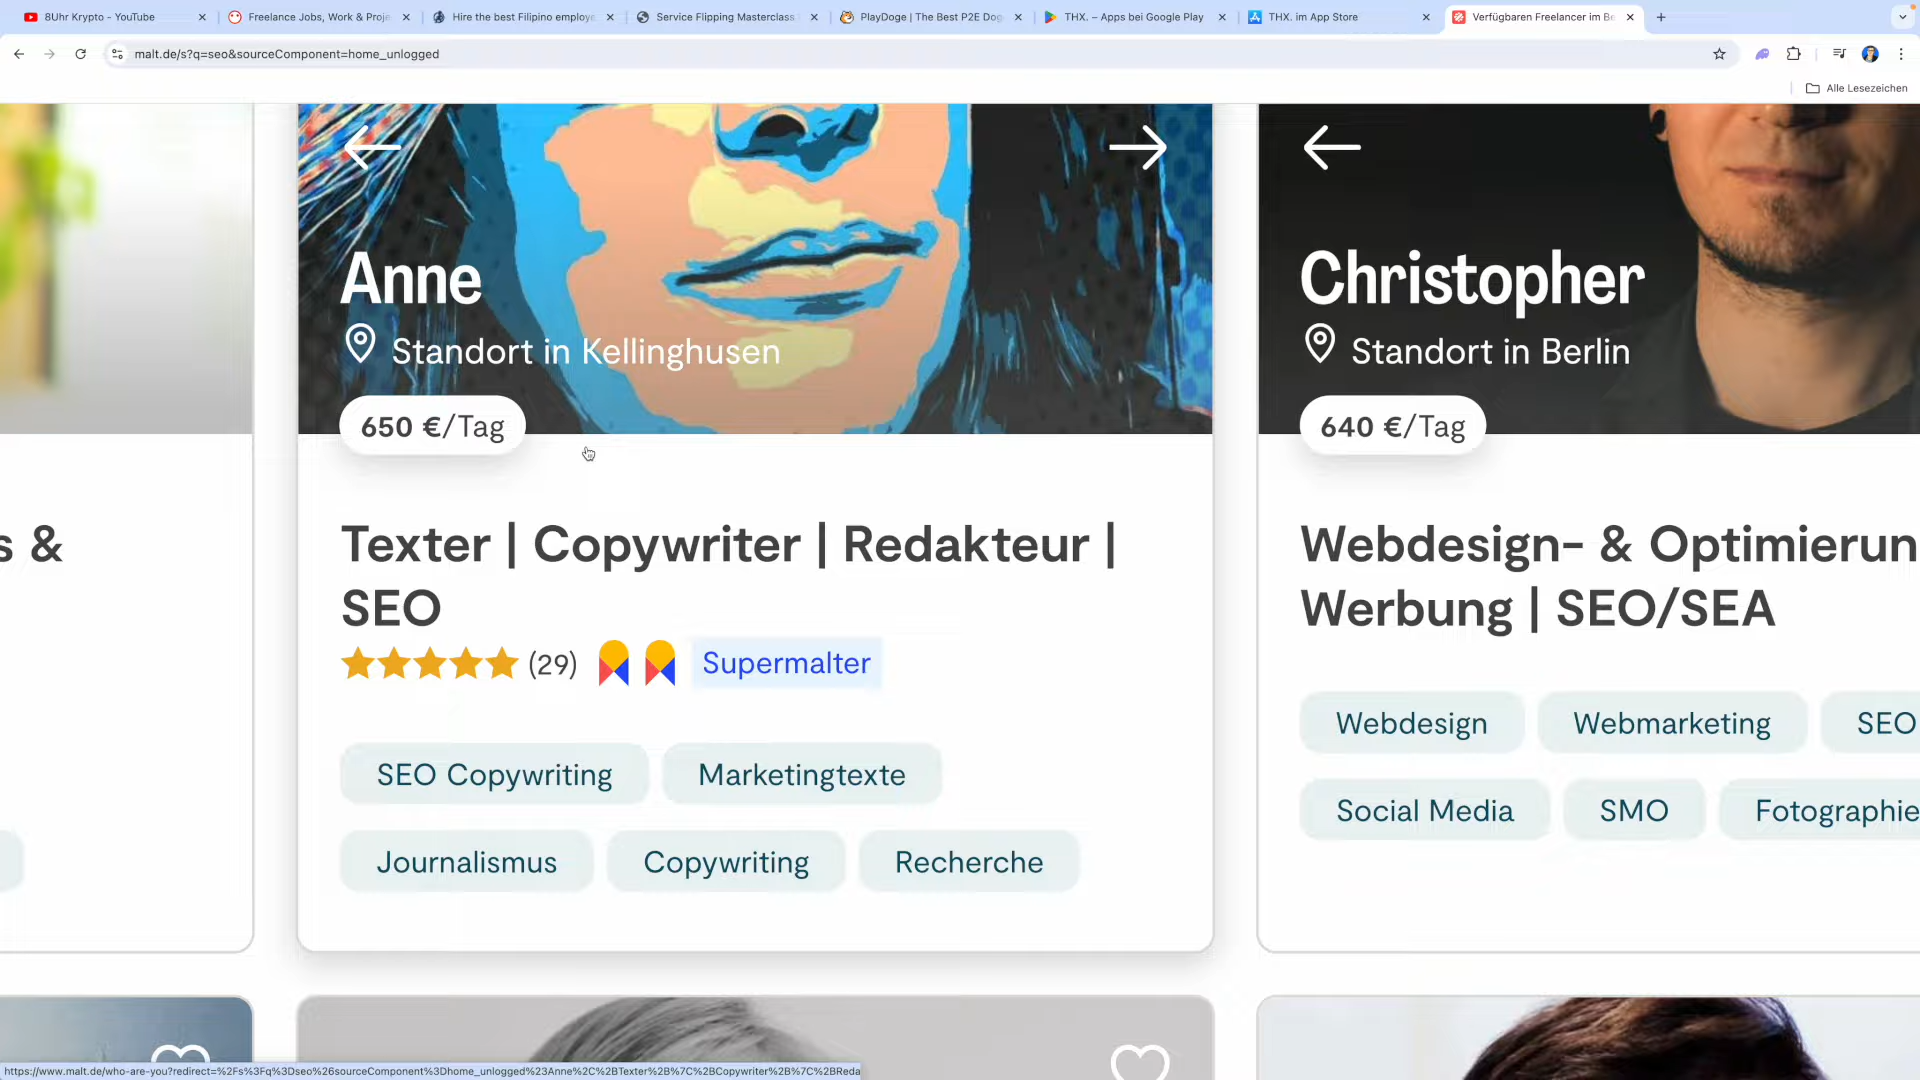 8Uhr Krypto - YouTube
Freelance Jobs, Work & Proje
Hire the best Filipino employe
Service Flipping Masterclass
PlayDoge | The Best P2E Dog
THX. – Apps bei Google Play
THX. im App Store
Verfügbaren Freelancer im Be
malt.de/s?q=seo&sourceComponent=home_unlogged
Alle Lesezeichen
s &
Anne
Standort in Kellinghusen
650 €/Tag
Texter | Copywriter | Redakteur |
SEO
(29)
Supermalter
SEO Copywriting
Marketingtexte
Journalismus
Copywriting
Recherche
Christopher
Standort in Berlin
640 €/Tag
Webdesign- & Optimierun
Werbung | SEO/SEA
Webdesign
Webmarketing
SEO
Social Media
SMO
Fotographie
https://www.malt.de/who-are-you?redirect=%2Fs%3Fq%3Dseo%26sourceComponent%3Dhome_unlogged%23Anne%2C%2BTexter%2B%7C%2BCopywriter%2B%7C%2BReda